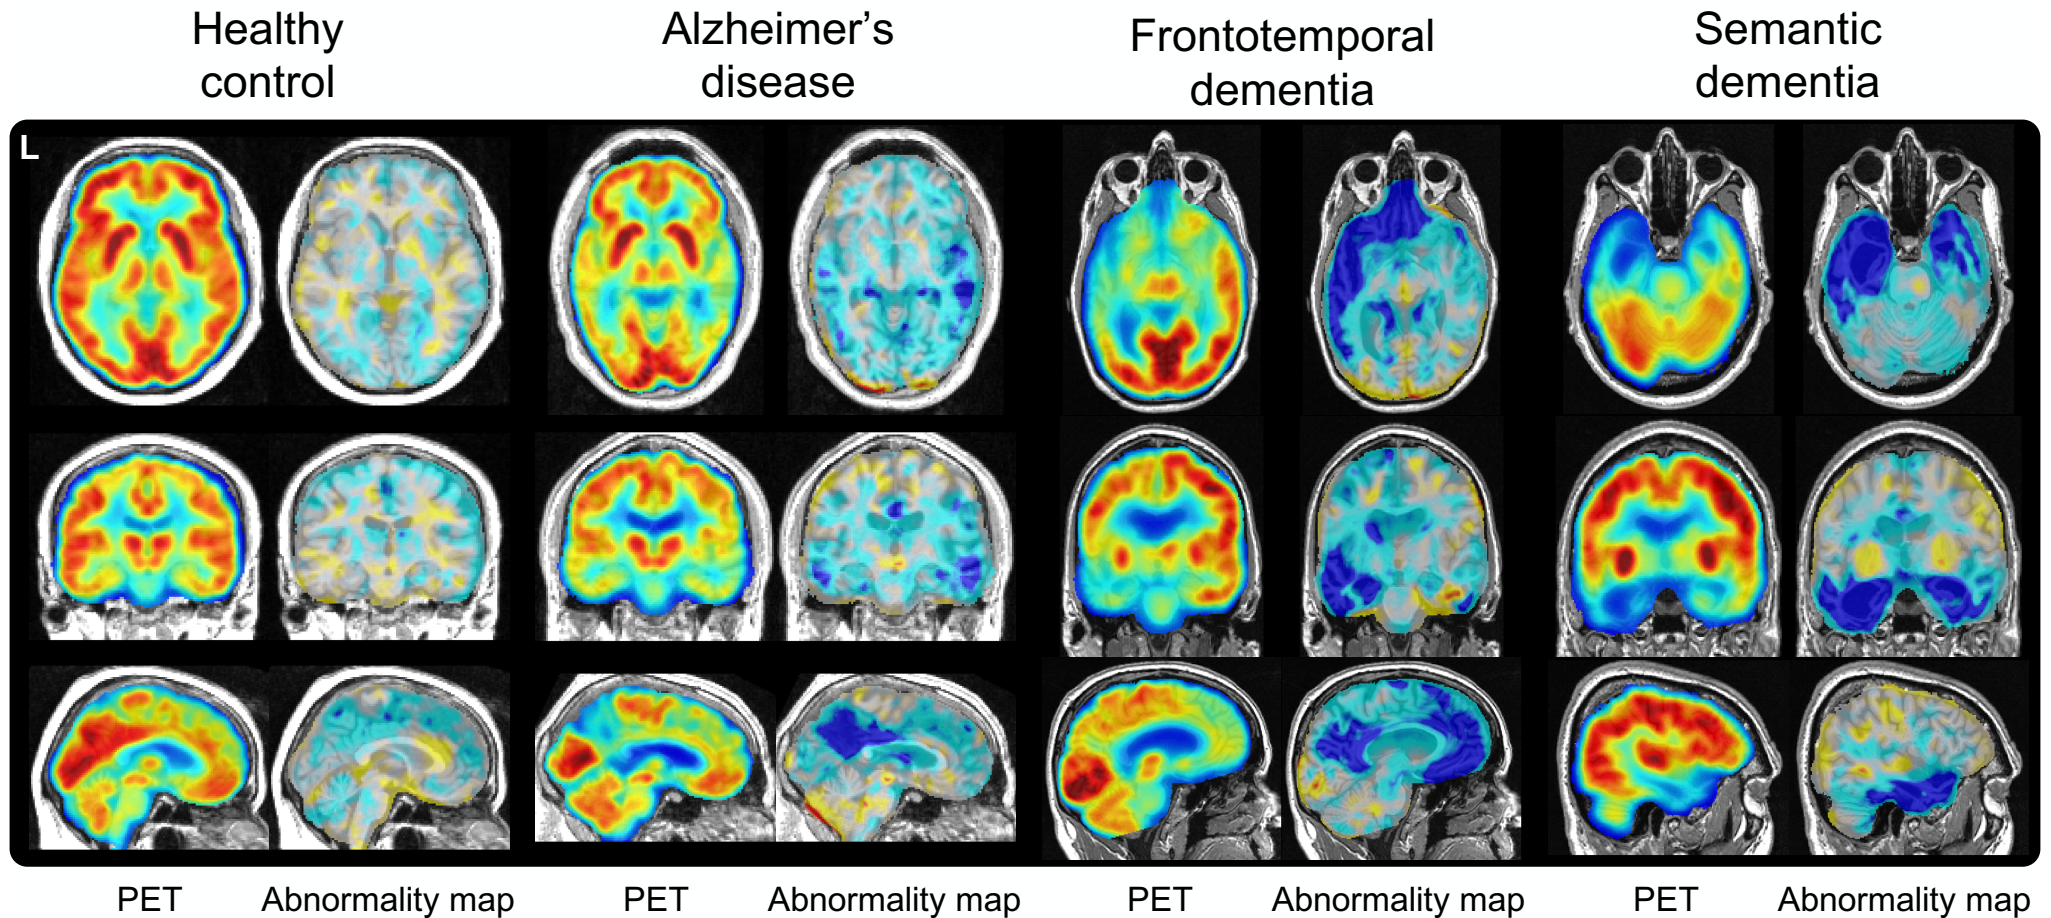 Healthy
control
Alzheimer’s
disease
Frontotemporal
dementia
Semantic
dementia
L
PET
Abnormality map
PET
Abnormality map
PET
Abnormality map
PET
Abnormality map